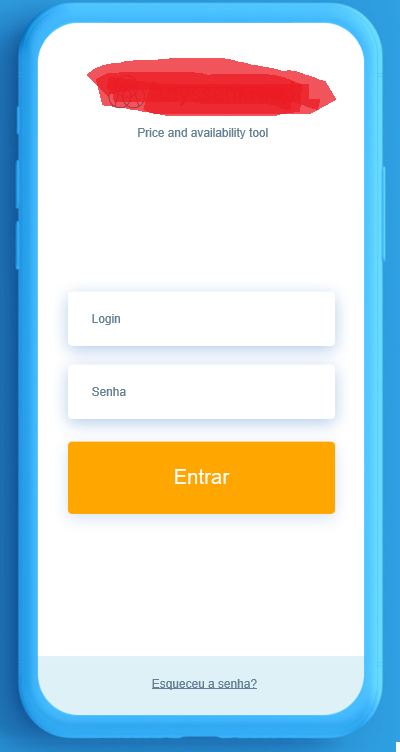 Price and availability tool
Login
Senha
Entrar
Esqueceu a senha?